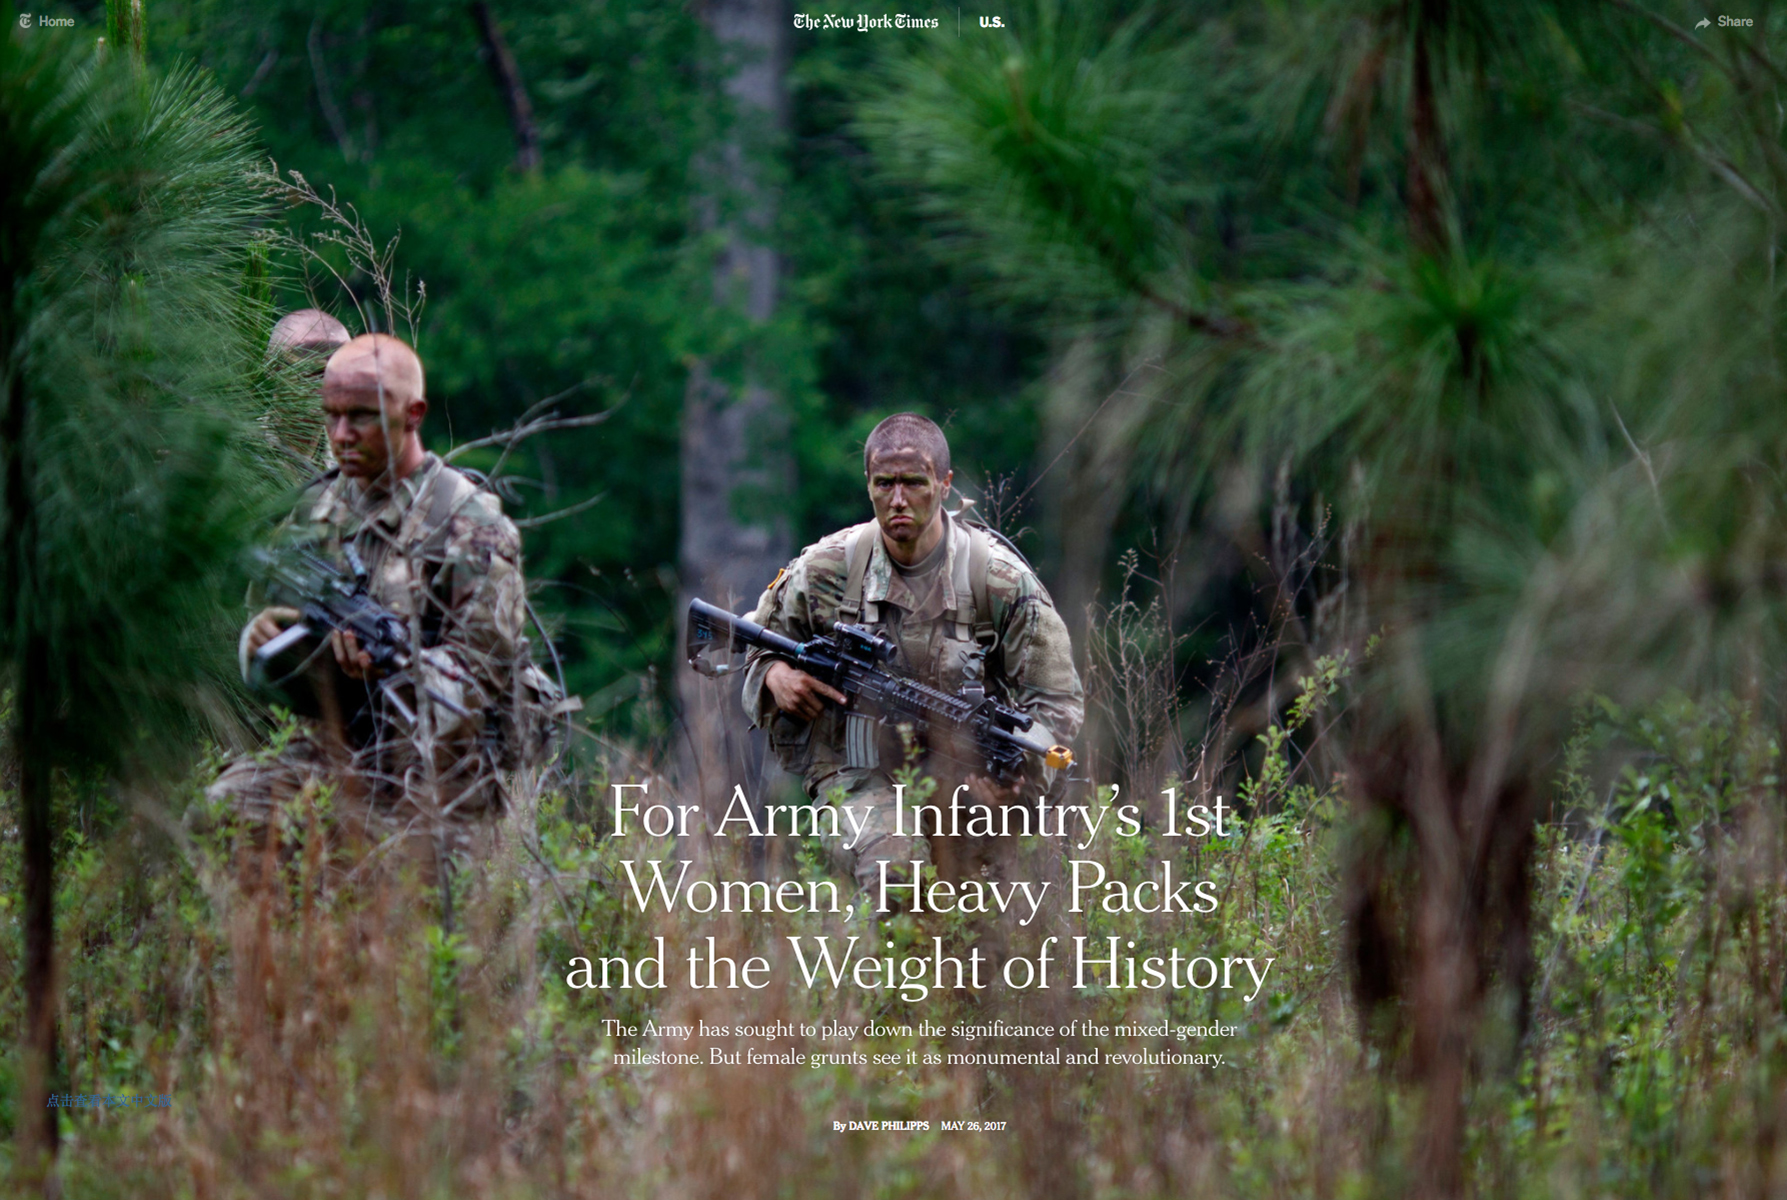 Home
The New York Times
U.S.
Share
For Army Infantry's 1st
Women, Heavy Packs
and the Weight of History
The Army has sought to play down the significance of the mixed-gender
milestone. But female grunts see it as monumental and revolutionary.
点击查看本文中文版
By DAVE PHILIPPS MAY 26, 2017